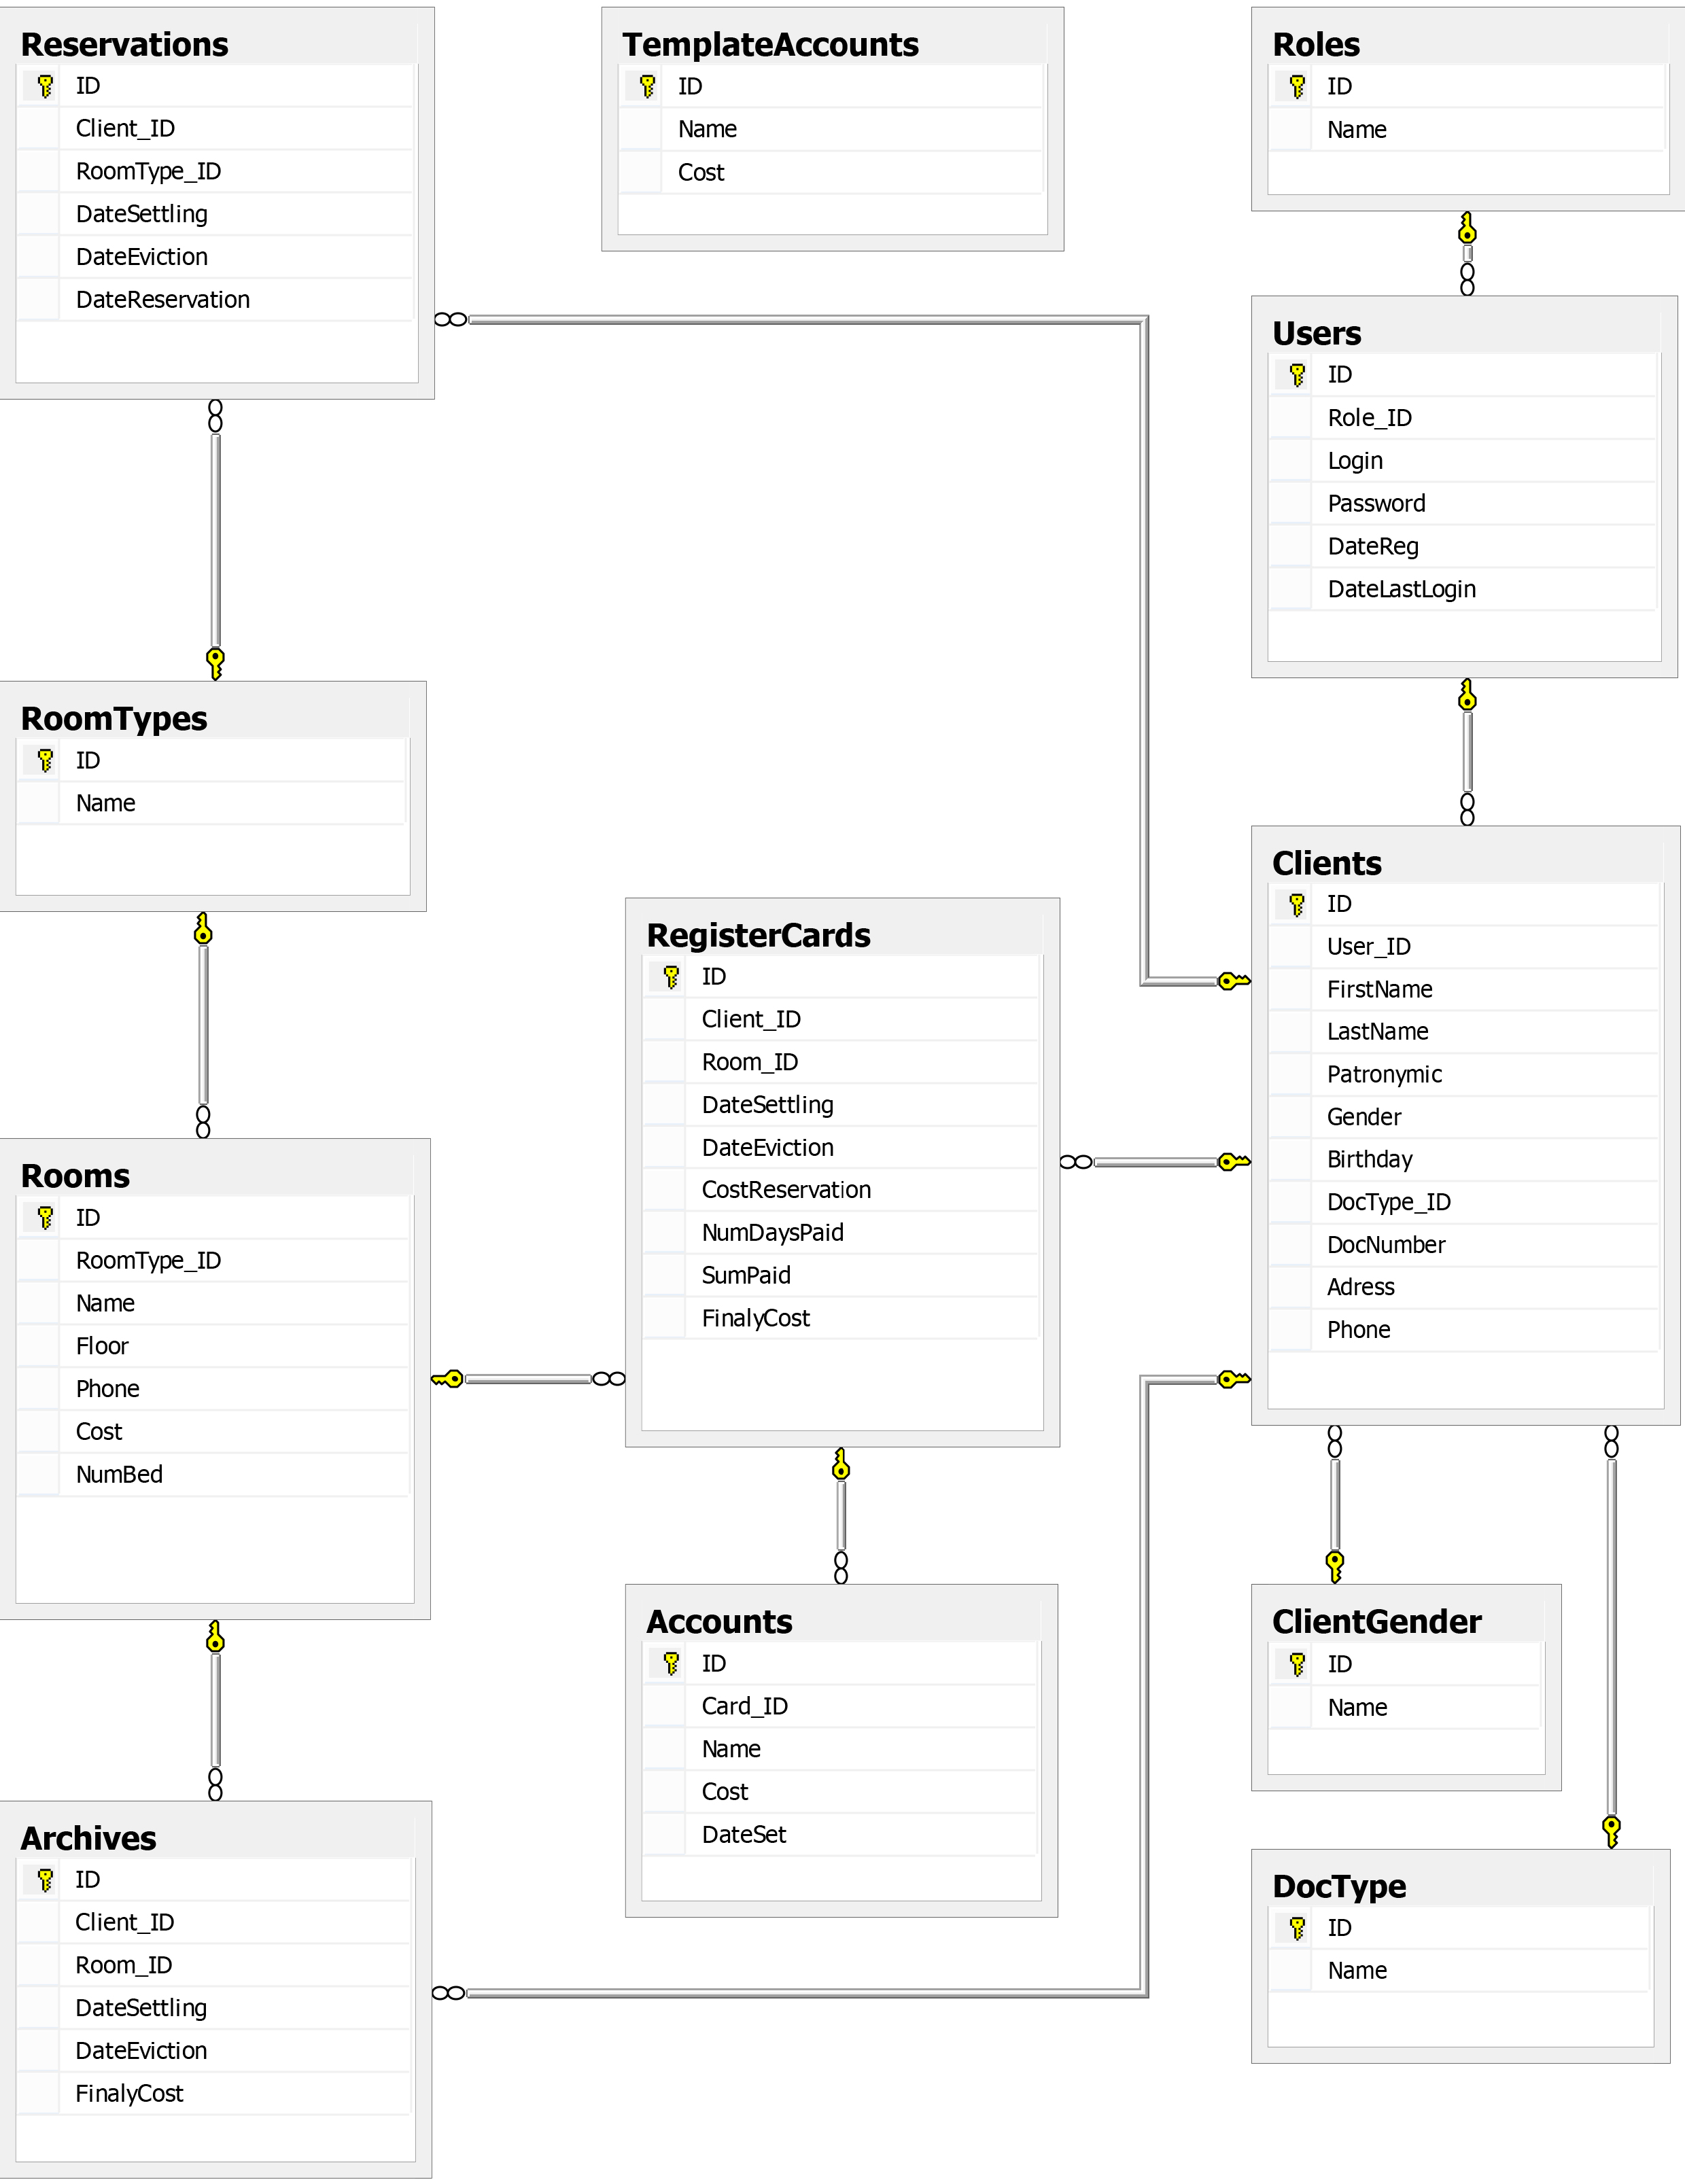 Reservations
ID
Client_ID
RoomType_ID
DateSettling
DateEviction
DateReservation
TemplateAccounts
ID
Name
Cost
Roles
ID
Name
Users
ID
Role_ID
Login
Password
DateReg
DateLastLogin
RoomTypes
ID
Name
Clients
ID
User_ID
FirstName
LastName
Patronymic
Gender
Birthday
DocType_ID
DocNumber
Adress
Phone
RegisterCards
ID
Client_ID
Room_ID
DateSettling
DateEviction
CostReservation
NumDaysPaid
SumPaid
FinalyCost
Rooms
ID
RoomType_ID
Name
Floor
Phone
Cost
NumBed
Accounts
ID
Card_ID
Name
Cost
DateSet
ClientGender
ID
Name
Archives
ID
Client_ID
Room_ID
DateSettling
DateEviction
FinalyCost
DocType
ID
Name